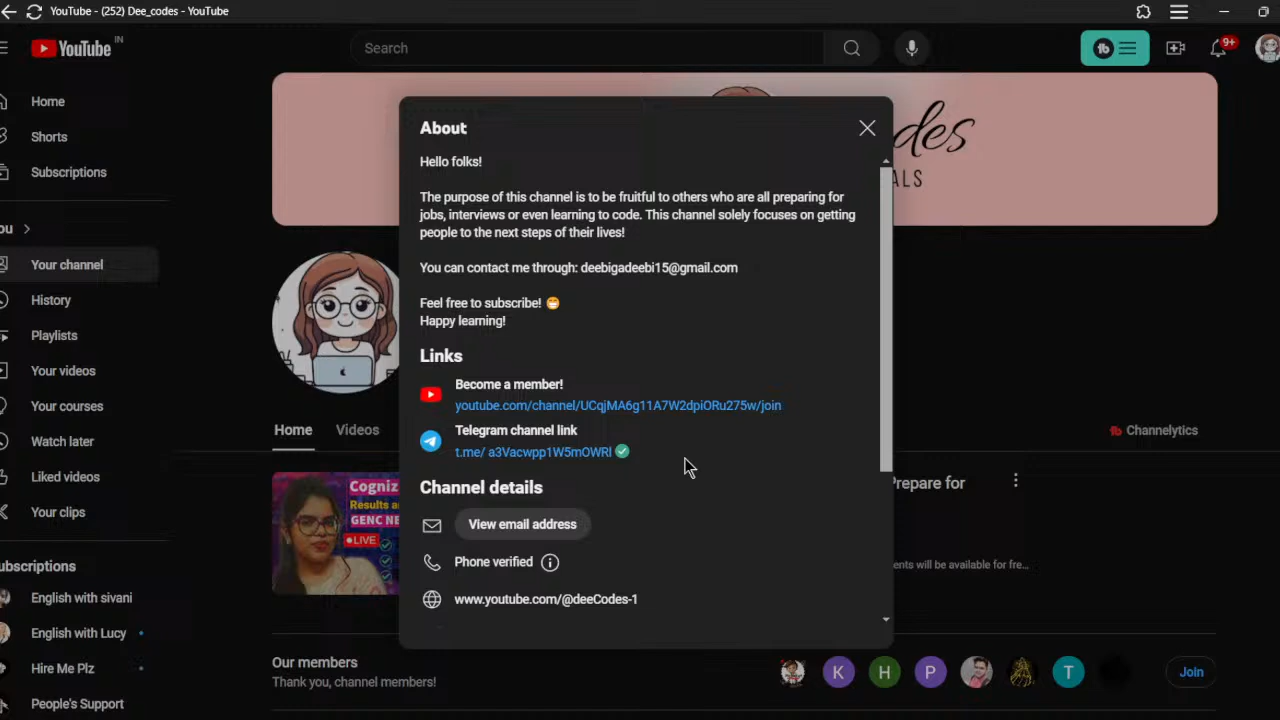 YouTube - (252) Dee_codes - YouTube
YouTube IN
Search
9+
Home
Shorts
Subscriptions
ou >
Your channel
History
Playlists
Your videos
Your courses
Watch later
Liked videos
Your clips
ubscriptions
English with sivani
English with Lucy
Hire Me Plz
People's Support
odes
ALS
About
Hello folks!
The purpose of this channel is to be fruitful to others who are all preparing for
jobs, interviews or even learning to code. This channel solely focuses on getting
people to the next steps of their lives!
You can contact me through: deebigadeebi15@gmail.com
Feel free to subscribe! 😁
Happy learning!
Links
Become a member!
youtube.com/channel/UCqjMA6g11A7W2dpiORu275w/join
Telegram channel link
t.me/ a3Vacwpp1W5mOWRl
Channel details
View email address
Phone verified
www.youtube.com/@deeCodes-1
Home Videos
Channelytics
Cogniz
Results a
GENC NE
LIVE
Prepare for
ents will be available for fre...
Our members
Thank you, channel members!
K
H
P
T
Join